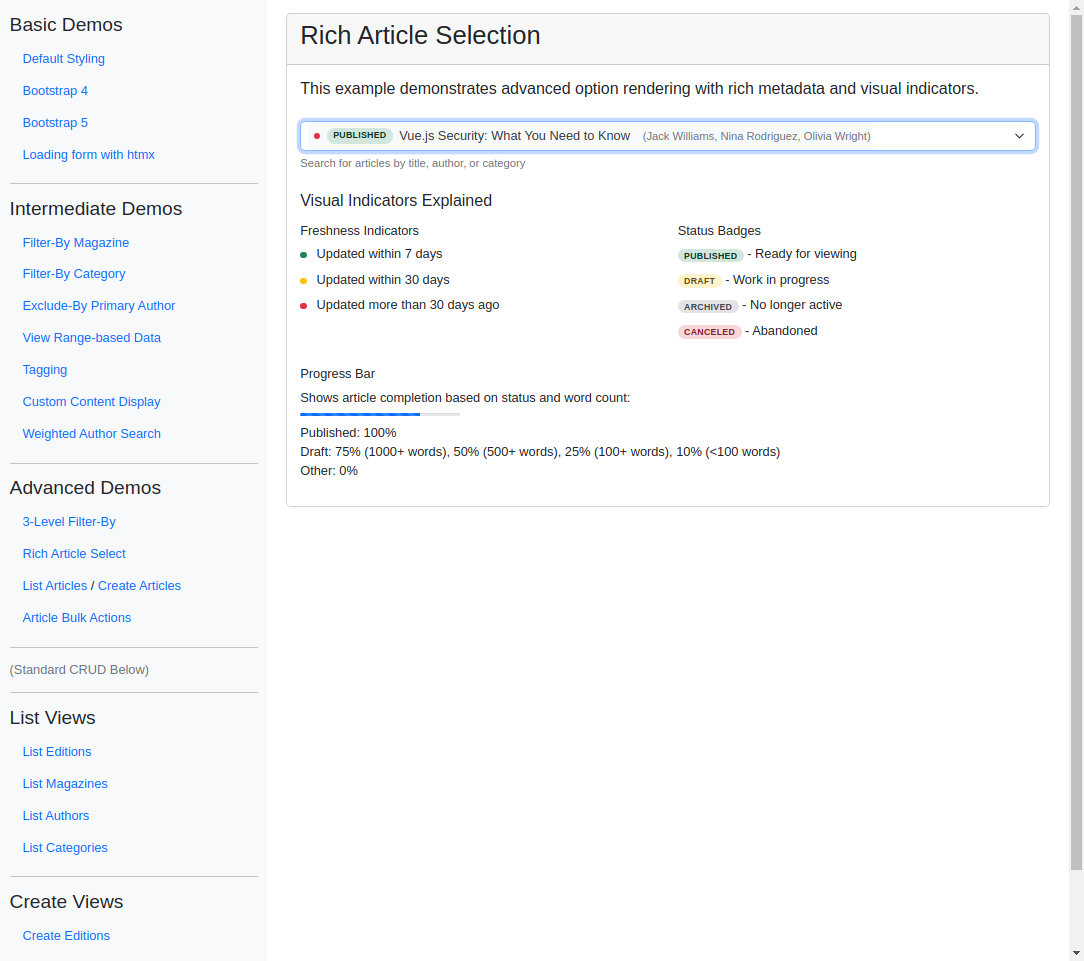 Basic Demos
Default Styling
Bootstrap 4
Bootstrap 5
Loading form with htmx
Intermediate Demos
Filter-By Magazine
Filter-By Category
Exclude-By Primary Author
View Range-based Data
Tagging
Custom Content Display
Weighted Author Search
Advanced Demos
3-Level Filter-By
Rich Article Select
List Articles / Create Articles
Article Bulk Actions
(Standard CRUD Below)
List Views
List Editions
List Magazines
List Authors
List Categories
Create Views
Create Editions
Rich Article Selection
This example demonstrates advanced option rendering with rich metadata and visual indicators.
PUBLISHED Vue.js Security: What You Need to Know (Jack Williams, Nina Rodriguez, Olivia Wright)
Search for articles by title, author, or category
Visual Indicators Explained
Freshness Indicators
Updated within 7 days
Updated within 30 days
Updated more than 30 days ago
Status Badges
PUBLISHED - Ready for viewing
DRAFT - Work in progress
ARCHIVED - No longer active
CANCELED - Abandoned
Progress Bar
Shows article completion based on status and word count:
Published: 100%
Draft: 75% (1000+ words), 50% (500+ words), 25% (100+ words), 10% (<100 words)
Other: 0%